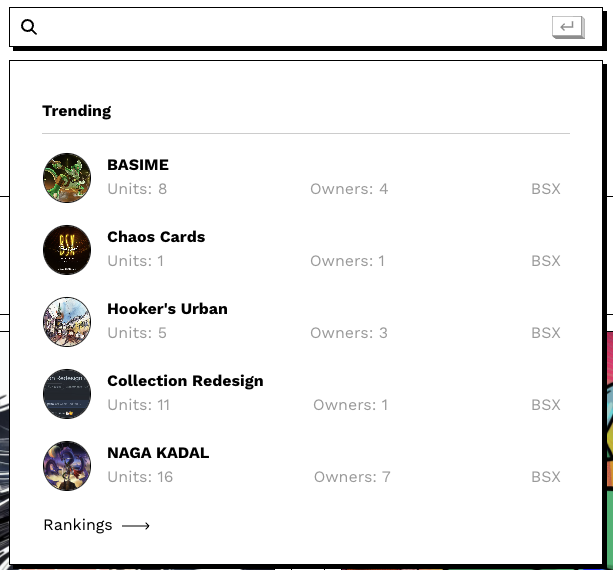 Trending
BASIME
Units: 8 Owners: 4 BSX
Chaos Cards
Units: 1 Owners: 1 BSX
Hooker's Urban
Units: 5 Owners: 3 BSX
Collection Redesign
Units: 11 Owners: 1 BSX
NAGA KADAL
Units: 16 Owners: 7 BSX
Rankings